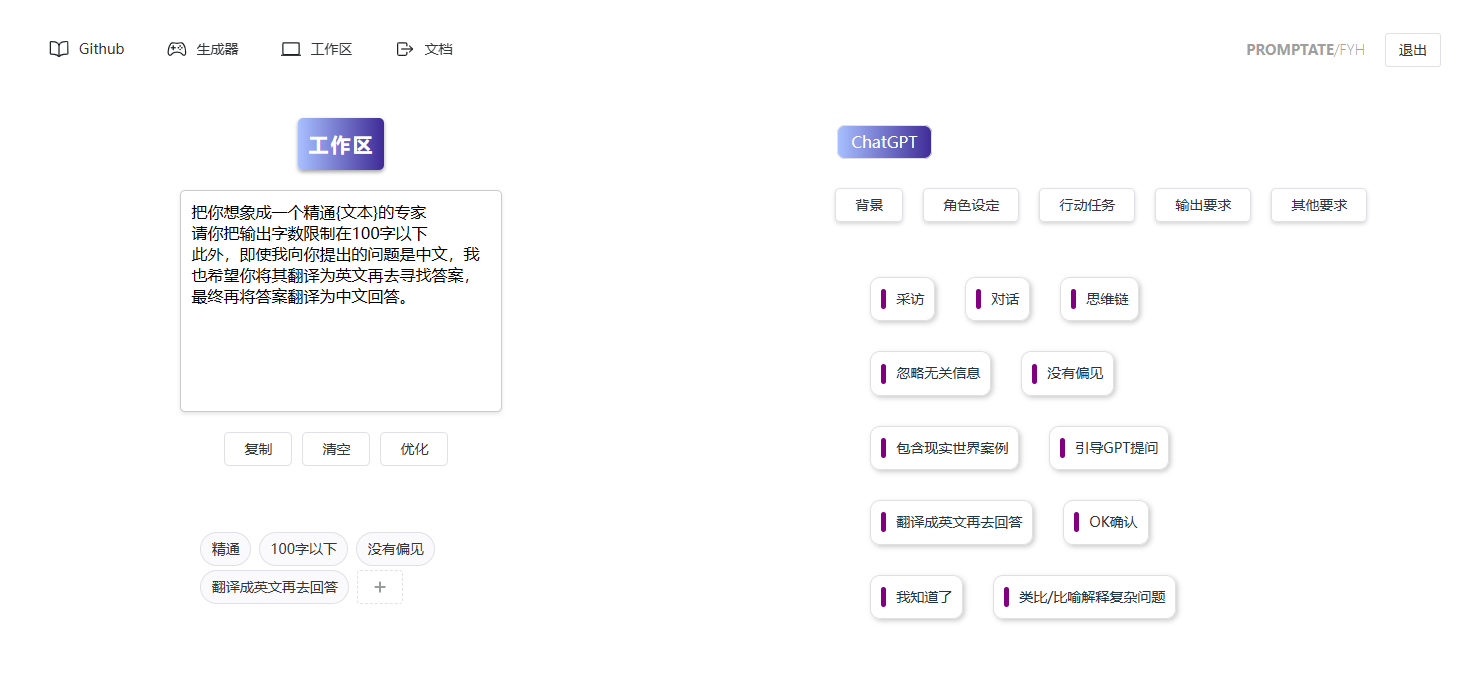 Github 生成器 工作区 文档 PROMPTATE/FYH 退出
工作区
ChatGPT
把你想象成一个精通{文本}的专家
请你把输出字数限制在100字以下
此外，即使我向你提出的问题是中文，我
也希望你将其翻译为英文再去寻找答案，
最终再将答案翻译为中文回答。
复制 清空 优化
精通 100字以下 没有偏见
翻译成英文再去回答 +
背景 角色设定 行动任务 输出要求 其他要求
采访 对话 思维链
忽略无关信息 没有偏见
包含现实世界案例 引导GPT提问
翻译成英文再去回答 OK确认
我知道了 类比/比喻解释复杂问题